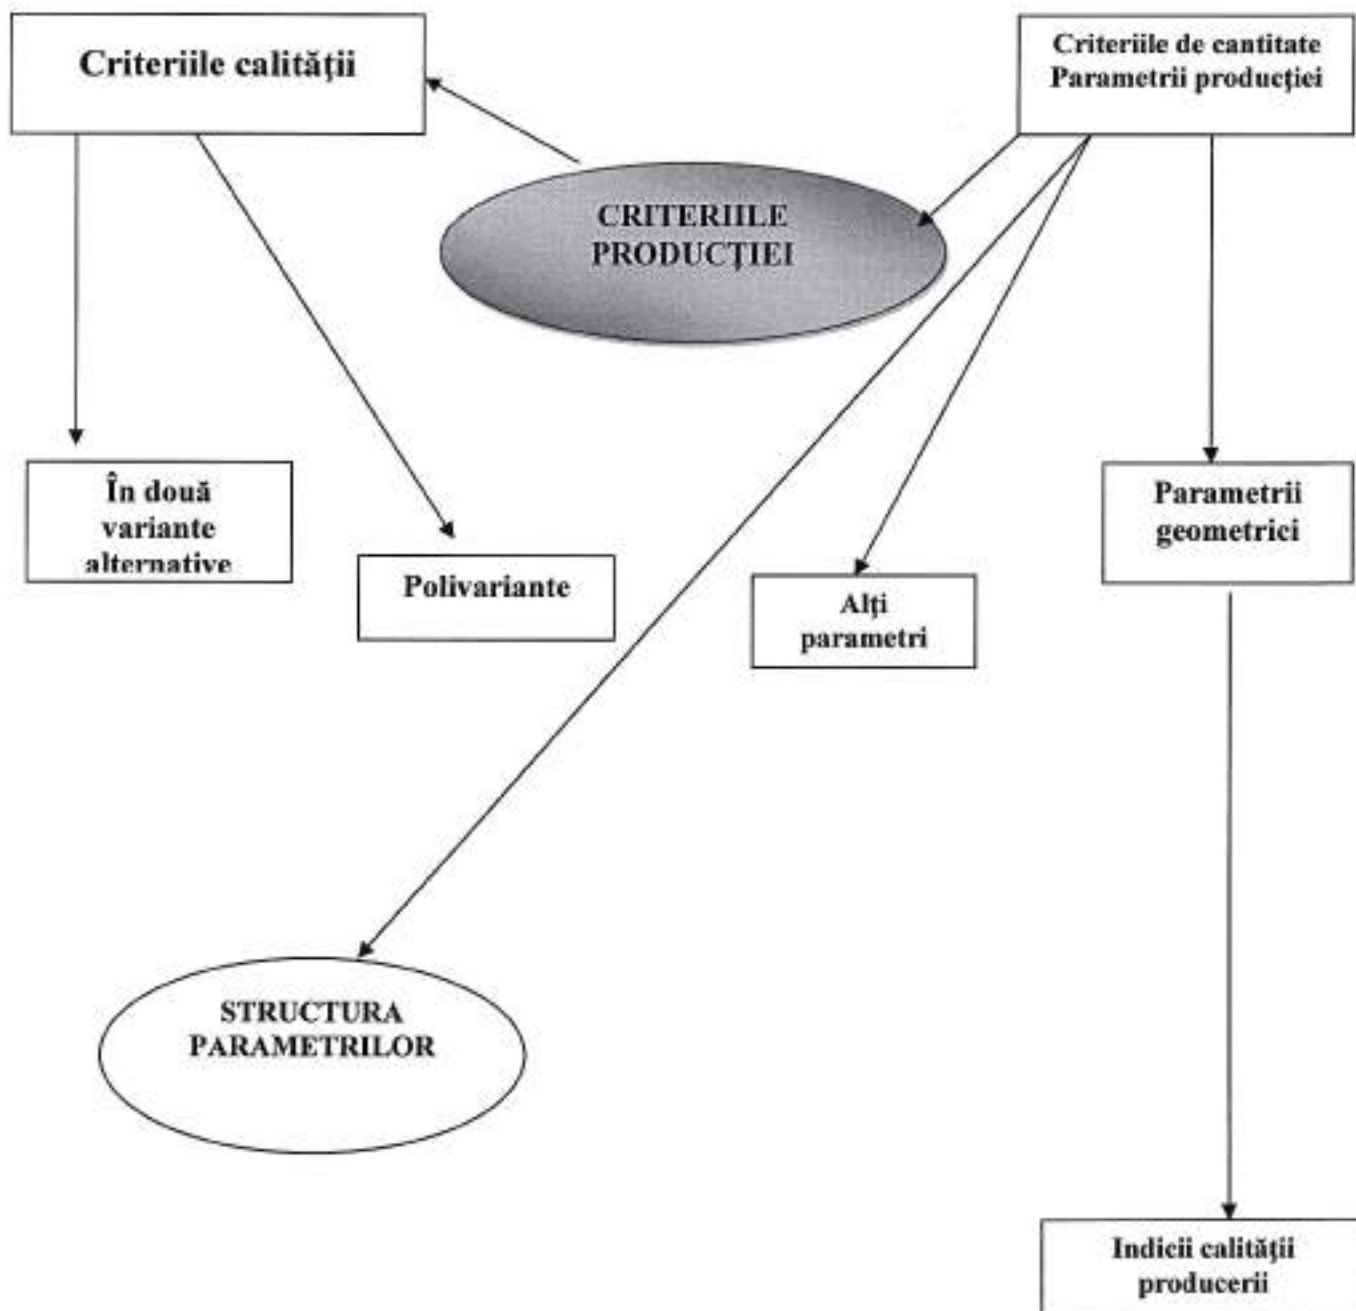 Criteriile calităţii
Criteriile de cantitate
Parametrii producţiei
CRITERIILE
PRODUCŢIEI
În două
variante
alternative
Polivariante
Alţi
parametri
Parametrii
geometrici
STRUCTURA
PARAMETRILOR
Indicii calităţii
producerii